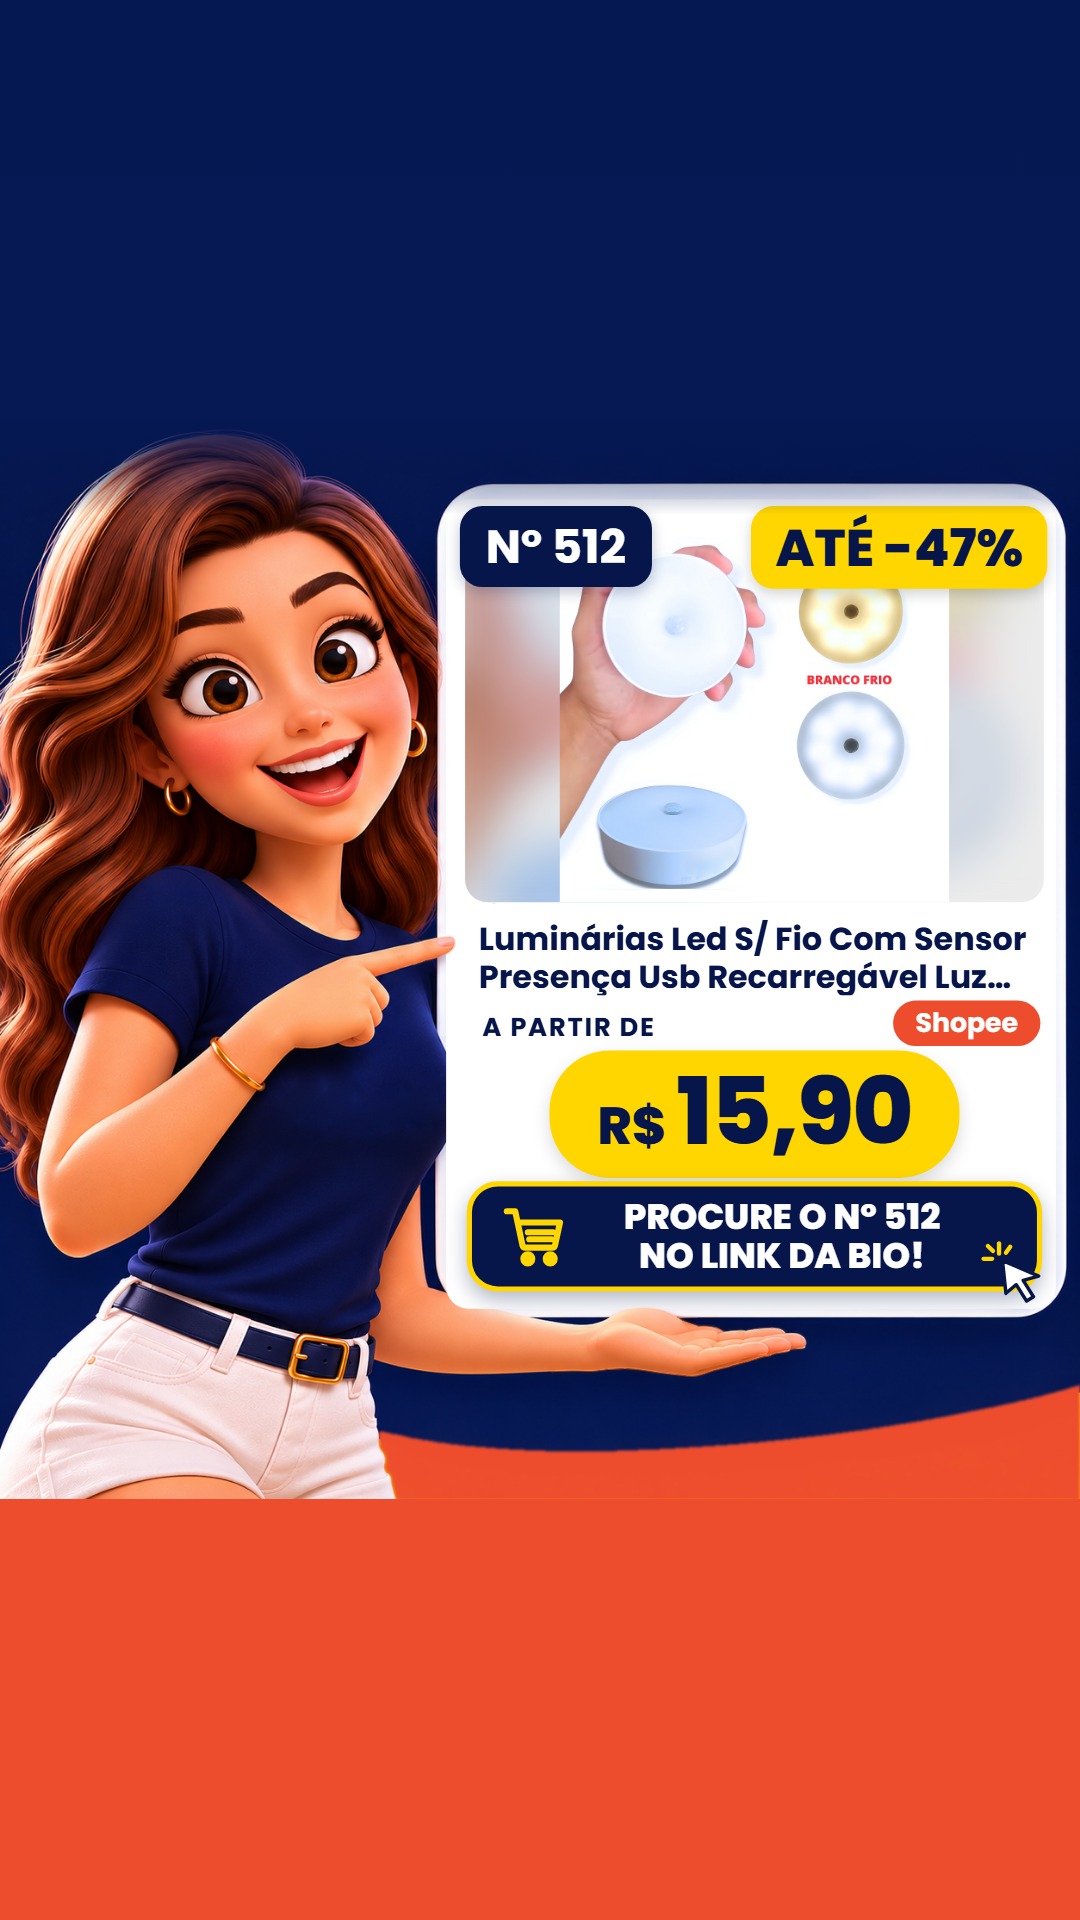 Nº 512
ATÉ -47%
BRANCO FRIO
Luminárias Led S/ Fio Com Sensor
Presença Usb Recarregável Luz...
A PARTIR DE
Shopee
R$ 15,90
PROCURE O Nº 512
NO LINK DA BIO!